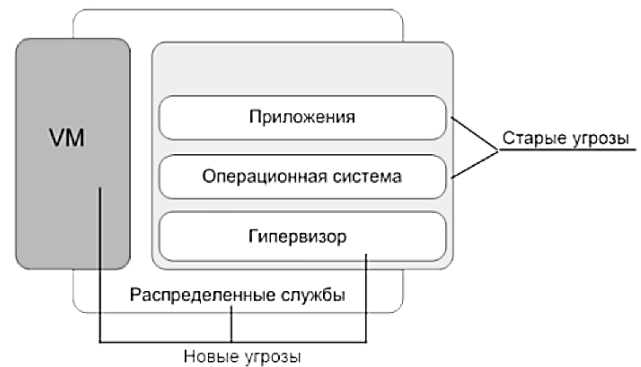 VM
Приложения
Старые угрозы
Операционная система
Гипервизор
Распределенные службы
Новые угрозы